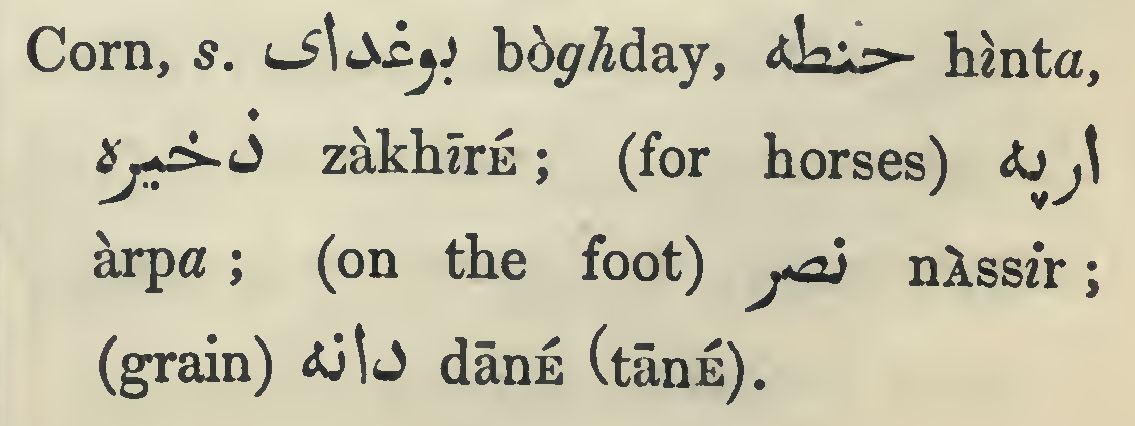 Corn, s. بوغدای bòghday, حنطه hìnta,
ذخیره zàkhīrÉ ; (for horses) ارپه
àrpa ; (on the foot) نصر nÀssir ;
(grain) دانه dānÉ (tānÉ).